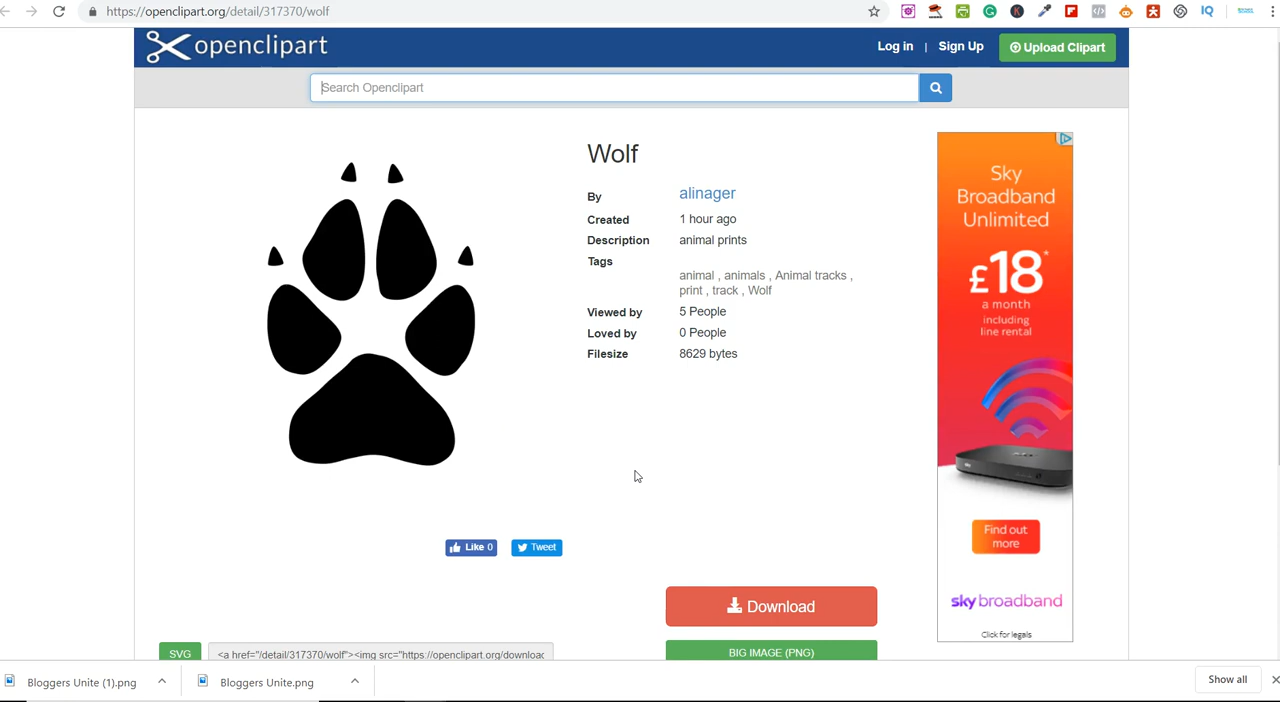 https://openclipart.org/detail/317370/wolf
openclipart
Log in | Sign Up
Upload Clipart
Search Openclipart
Wolf
By alinager
Created 1 hour ago
Description animal prints
Tags
animal , animals , Animal tracks ,
print , track , Wolf
Viewed by 5 People
Loved by 0 People
Filesize 8629 bytes
Sky
Broadband
Unlimited
£18*
a month
including
line rental
Find out
more
sky broadband
Click for legals
Like 0
Tweet
Download
SVG
<a href="/detail/317370/wolf"><img src="https://openclipart.org/downloac
BIG IMAGE (PNG)
Bloggers Unite (1).png
Bloggers Unite.png
Show all